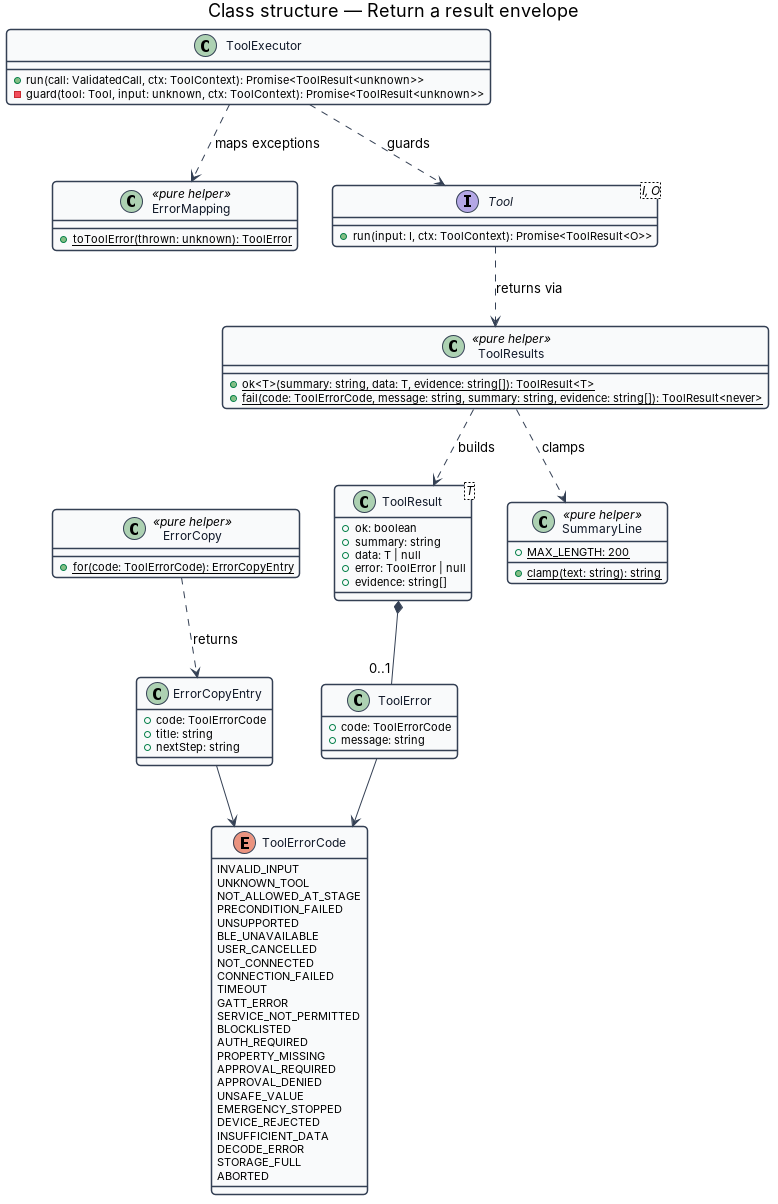 Class structure — Return a result envelope
C ToolExecutor
run(call: ValidatedCall, ctx: ToolContext): Promise<ToolResult<unknown>>
guard(tool: Tool, input: unknown, ctx: ToolContext): Promise<ToolResult<unknown>>
maps exceptions
guards
C «pure helper»
ErrorMapping
toToolError(thrown: unknown): ToolError
I Tool
I, O
run(input: I, ctx: ToolContext): Promise<ToolResult<O>>
returns via
C «pure helper»
ToolResults
ok<T>(summary: string, data: T, evidence: string[]): ToolResult<T>
fail(code: ToolErrorCode, message: string, summary: string, evidence: string[]): ToolResult<never>
builds
clamps
C ToolResult
T
ok: boolean
summary: string
data: T | null
error: ToolError | null
evidence: string[]
C «pure helper»
SummaryLine
MAX_LENGTH: 200
clamp(text: string): string
C «pure helper»
ErrorCopy
for(code: ToolErrorCode): ErrorCopyEntry
returns
0..1
C ErrorCopyEntry
code: ToolErrorCode
title: string
nextStep: string
C ToolError
code: ToolErrorCode
message: string
E ToolErrorCode
INVALID_INPUT
UNKNOWN_TOOL
NOT_ALLOWED_AT_STAGE
PRECONDITION_FAILED
UNSUPPORTED
BLE_UNAVAILABLE
USER_CANCELLED
NOT_CONNECTED
CONNECTION_FAILED
TIMEOUT
GATT_ERROR
SERVICE_NOT_PERMITTED
BLOCKLISTED
AUTH_REQUIRED
PROPERTY_MISSING
APPROVAL_REQUIRED
APPROVAL_DENIED
UNSAFE_VALUE
EMERGENCY_STOPPED
DEVICE_REJECTED
INSUFFICIENT_DATA
DECODE_ERROR
STORAGE_FULL
ABORTED